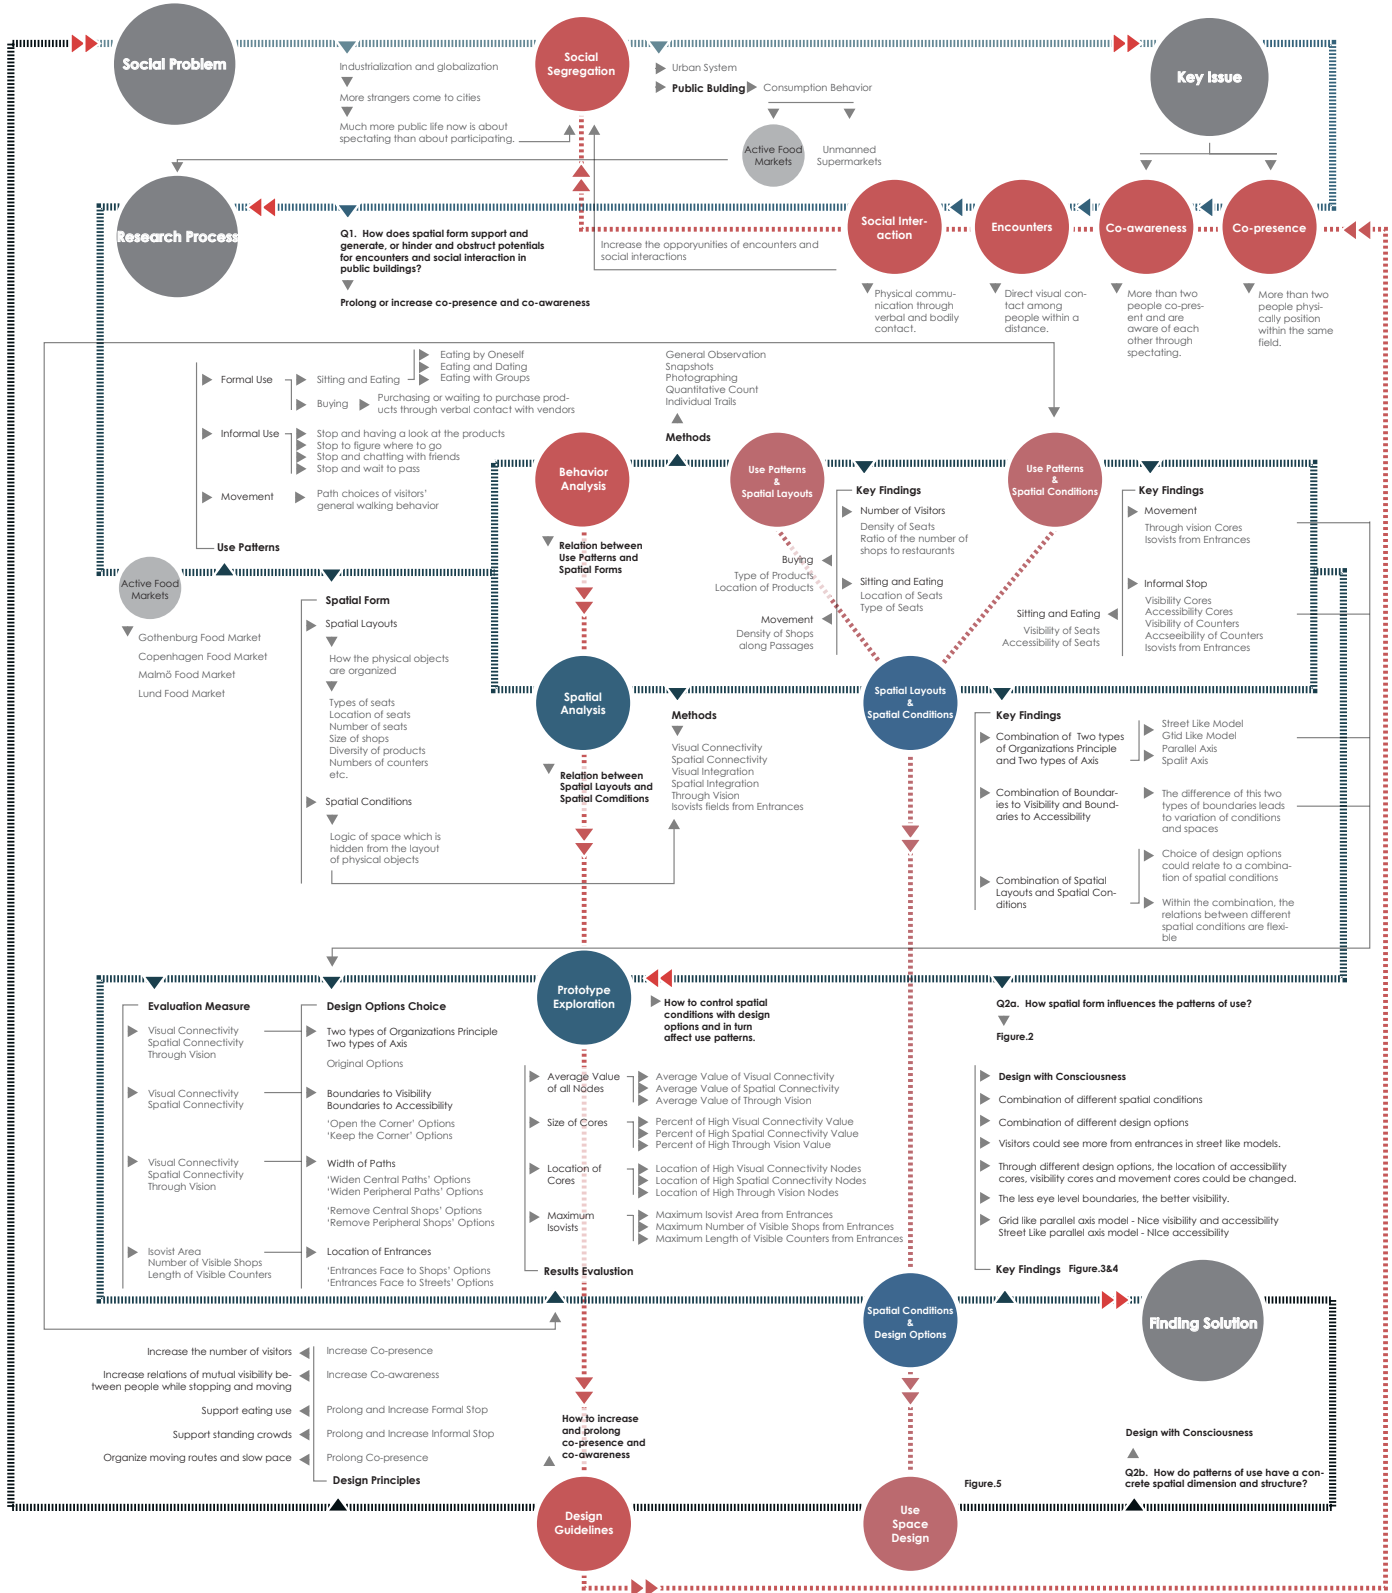 Social Problem
Industrialization and globalization
More strangers come to cities
Much more public life now is about
spectating than about participating.
Social
Segregation
Urban System
Public Bulding
Consumption Behavior
Active Food
Markets
Unmanned
Supermarkets
Key Issue
Research Process
Q1. How does spatial form support and
generate, or hinder and obstruct potentials
for encounters and social interaction in
public buildings?
Prolong or increase co-presence and co-awareness
Increase the opporyunities of encounters and
social interactions
Social Inter-
action
Encounters
Co-awareness
Co-presence
Physical commu-
nication through
verbal and bodily
contact.
Direct visual con-
tact among
people within a
distance.
More than two
people co-pres-
ent and are
aware of each
other through
spectating.
More than two
people physi-
cally position
within the same
field.
Formal Use
Sitting and Eating
Eating by Oneself
Eating and Dating
Eating with Groups
Buying
Purchasing or waiting to purchase prod-
ucts through verbal contact with vendors
Informal Use
Stop and having a look at the products
Stop to figure where to go
Stop and chatting with friends
Stop and wait to pass
Movement
Path choices of visitors'
general walking behavior
Use Patterns
General Observation
Snapshots
Photographing
Quantitative Count
Individual Trails
Methods
Behavior
Analysis
Relation between
Use Patterns and
Spatial Forms
Use Patterns
&
Spatial Layouts
Key Findings
Number of Visitors
Density of Seats
Ratio of the number of
shops to restaurants
Buying
Type of Products
Location of Products
Sitting and Eating
Location of Seats
Type of Seats
Movement
Density of Shops
along Passages
Use Patterns
&
Spatial Conditions
Key Findings
Movement
Through vision Cores
Isovists from Entrances
Informal Stop
Visibility Cores
Accessibility Cores
Visibility of Counters
Accseeibility of Counters
Isovists from Entrances
Sitting and Eating
Visibility of Seats
Accessibility of Seats
Active Food
Markets
Gothenburg Food Market
Copenhagen Food Market
Malmö Food Market
Lund Food Market
Spatial Form
Spatial Layouts
How the physical objects
are organized
Types of seats
Location of seats
Number of seats
Size of shops
Diversity of products
Numbers of counters
etc.
Spatial Conditions
Logic of space which is
hidden from the layout
of physical objects
Spatial
Analysis
Relation between
Spatial Layouts and
Spatial Comditions
Methods
Visual Connectivity
Spatial Connectivity
Visual Integration
Spatial Integration
Through Vision
Isovists fields from Entrances
Spatial Layouts
&
Spatial Conditions
Key Findings
Combination of Two types
of Organizations Principle
and Two types of Axis
Street Like Model
Gtid Like Model
Parallel Axis
Spalit Axis
Combination of Boundar-
ies to Visibility and Bound-
aries to Accessibility
The difference of this two
types of boundaries leads
to variation of conditions
and spaces
Combination of Spatial
Layouts and Spatial Con-
ditions
Choice of design options
could relate to a combina-
tion of spatial conditions
Within the combination, the
relations between different
spatial conditions are flexi-
ble
Prototype
Exploration
How to control spatial
conditions with design
options and in turn
affect use patterns.
Q2a. How spatial form influences the patterns of use?
Figure.2
Evaluation Measure
Visual Connectivity
Spatial Connectivity
Through Vision
Visual Connectivity
Spatial Connectivity
Visual Connectivity
Spatial Connectivity
Through Vision
Isovist Area
Number of Visible Shops
Length of Visible Counters
Design Options Choice
Two types of Organizations Principle
Two types of Axis
Original Options
Boundaries to Visibility
Boundaries to Accessibility
'Open the Corner' Options
'Keep the Corner' Options
Width of Paths
'Widen Central Paths' Options
'Widen Peripheral Paths' Options
'Remove Central Shops' Options
'Remove Peripheral Shops' Options
Location of Entrances
'Entrances Face to Shops' Options
'Entrances Face to Streets' Options
Average Value
of all Nodes
Average Value of Visual Connectivity
Average Value of Spatial Connectivity
Average Value of Through Vision
Size of Cores
Percent of High Visual Connectivity Value
Percent of High Spatial Connectivity Value
Percent of High Through Vision Value
Location of
Cores
Location of High Visual Connectivity Nodes
Location of High Spatial Connectivity Nodes
Location of High Through Vision Nodes
Maximum
Isovists
Maximum Isovist Area from Entrances
Maximum Number of Visible Shops from Entrances
Maximum Length of Visible Counters from Entrances
Results Evaluation
Design with Consciousness
Combination of different spatial conditions
Combination of different design options
Visitors could see more from entrances in street like models.
Through different design options, the location of accessibility
cores, visibility cores and movement cores could be changed.
The less eye level boundaries, the better visibility.
Grid like parallel axis model - Nice visibility and accessibility
Street Like parallel axis model - NIce accessibility
Key Findings Figure.3&4
Spatial Conditions
&
Design Options
Finding Solution
Increase the number of visitors
Increase Co-presence
Increase relations of mutual visibility be-
tween people while stopping and moving
Increase Co-awareness
Support eating use
Prolong and Increase Formal Stop
Support standing crowds
Prolong and Increase Informal Stop
Organize moving routes and slow pace
Prolong Co-presence
Design Principles
How to increase
and prolong
co-presence and
co-awareness
Design
Guidelines
Use
Space
Design
Figure.5
Design with Consciousness
Q2b. How do patterns of use have a con-
crete spatial dimension and structure?